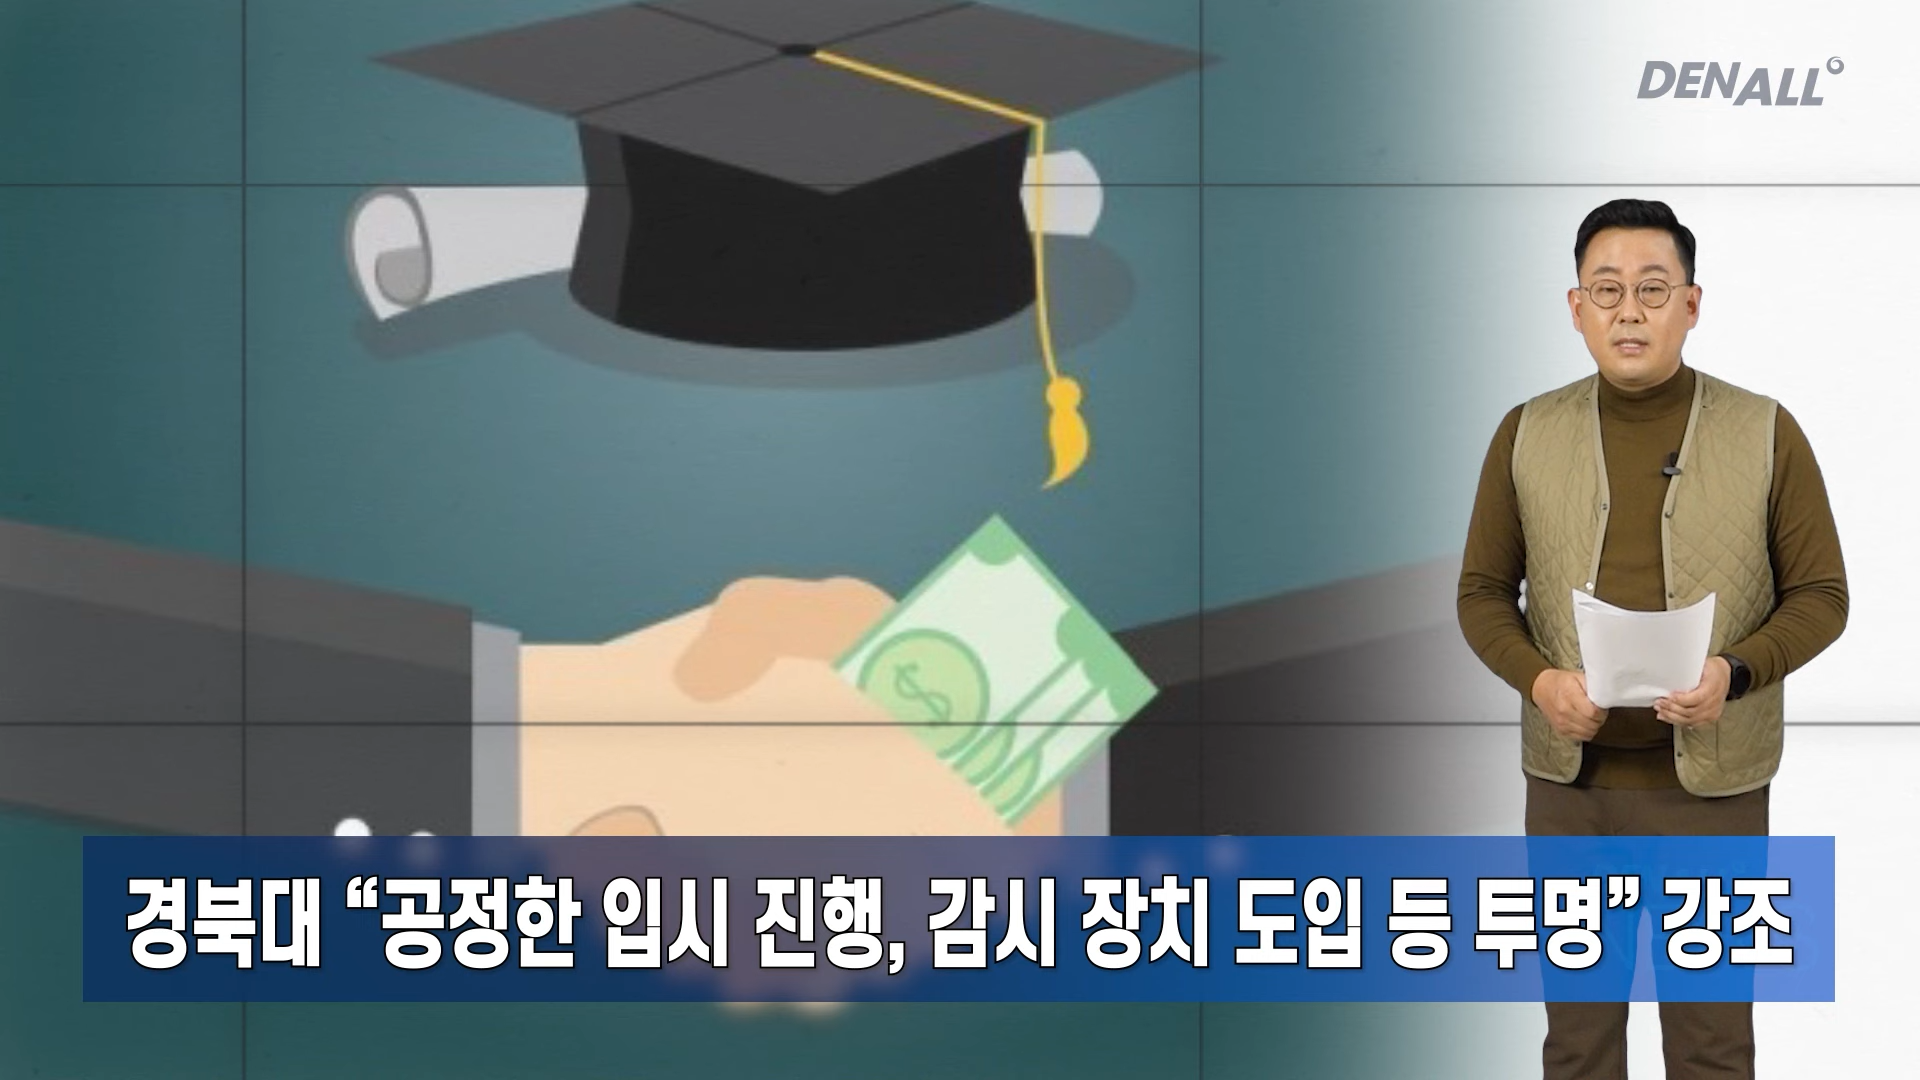 DENALL
경북대 “공정한 입시 진행, 감시 장치 도입 등 투명” 강조